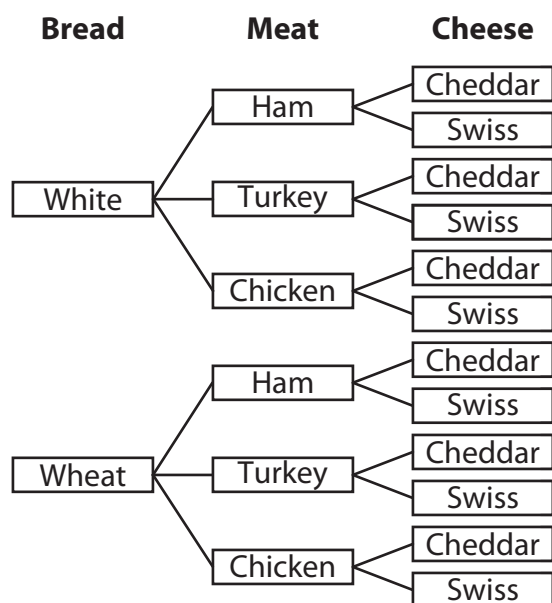 Bread Meat Cheese
Cheddar
Ham
Swiss
Cheddar
White Turkey
Swiss
Cheddar
Chicken
Swiss
Cheddar
Ham
Swiss
Cheddar
Wheat Turkey
Swiss
Cheddar
Chicken
Swiss